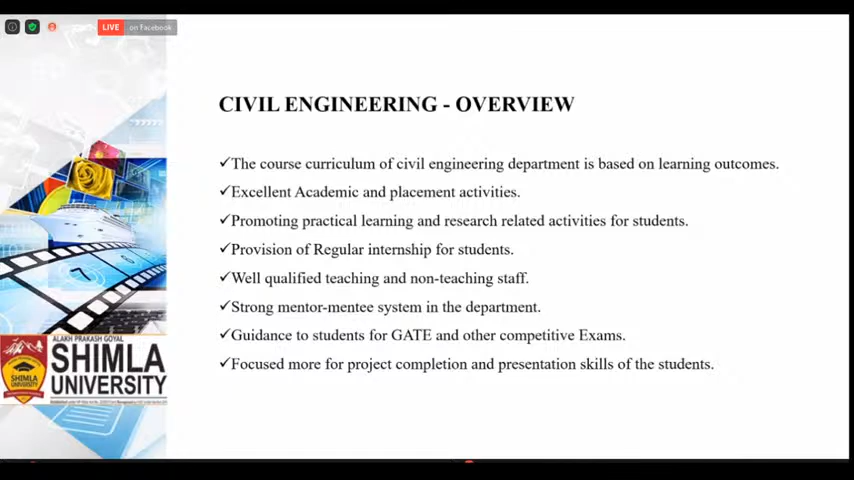 LIVE on Facebook
CIVIL ENGINEERING - OVERVIEW
✓The course curriculum of civil engineering department is based on learning outcomes.
✓Excellent Academic and placement activities.
✓Promoting practical learning and research related activities for students.
✓Provision of Regular internship for students.
✓Well qualified teaching and non-teaching staff.
✓Strong mentor-mentee system in the department.
✓Guidance to students for GATE and other competitive Exams.
✓Focused more for project completion and presentation skills of the students.
7
6
ALAKH PRAKASH GOYAL
SHIMLA
UNIVERSITY
SHIMLA
UNIVERSITY